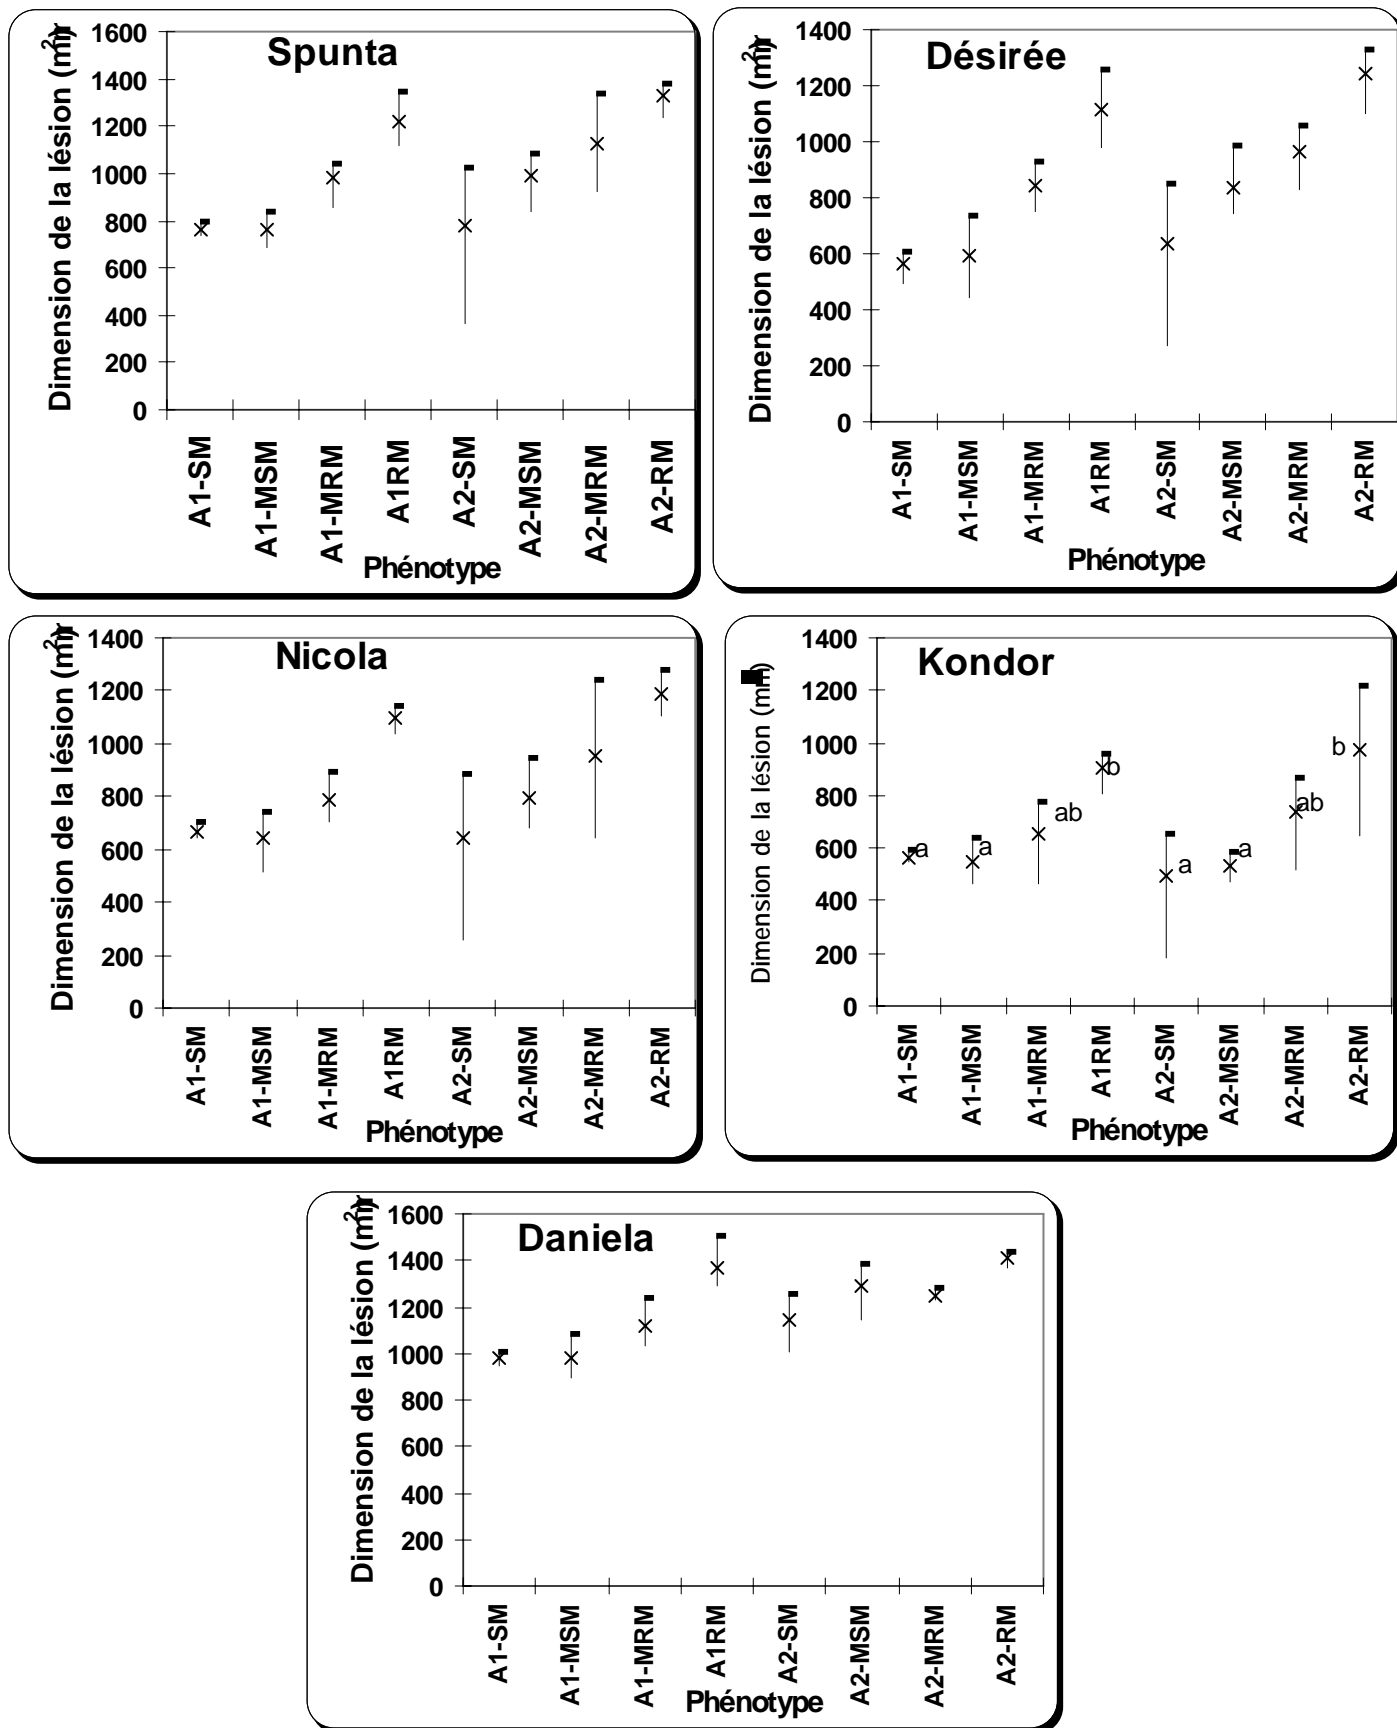 Spunta
Dimension de la lésion (m²)
1600
1400
1200
1000
800
600
400
200
0
A1-SM
A1-MSM
A1-MRM
A1RM
A2-SM
A2-MSM
A2-MRM
A2-RM
Phénotype
Désirée
Dimension de la lésion (m²)
1400
1200
1000
800
600
400
200
0
A1-SM
A1-MSM
A1-MRM
A1RM
A2-SM
A2-MSM
A2-MRM
A2-RM
Phénotype
Nicola
Dimension de la lésion (m²)
1400
1200
1000
800
600
400
200
0
A1-SM
A1-MSM
A1-MRM
A1RM
A2-SM
A2-MSM
A2-MRM
A2-RM
Phénotype
Kondor
Dimension de la lésion (mm)
1400
1200
1000
800
600
400
200
0
a
a
ab
b
a
a
ab
b
A1-SM
A1-MSM
A1-MRM
A1RM
A2-SM
A2-MSM
A2-MRM
A2-RM
Phénotype
Daniela
Dimension de la lésion (m²)
1600
1400
1200
1000
800
600
400
200
0
A1-SM
A1-MSM
A1-MRM
A1RM
A2-SM
A2-MSM
A2-MRM
A2-RM
Phénotype